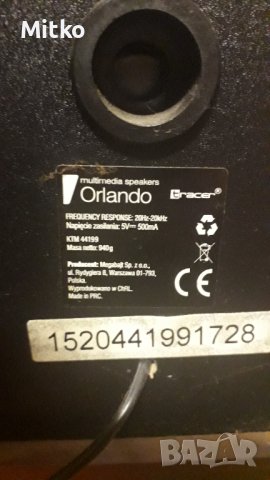 Mitko
multimedia speakers
Orlando
tracer
FREQUENCY RESPONSE: 20Hz-20kHz
Napięcie zasilania: 5V⎓ 500mA
KTM 44199
Masa netto: 940g
Producent: Megabajt Sp. z o.o.,
ul. Rydygiera 8, Warszawa 01-793,
Polska.
Wyprodukowano w ChRL.
Made in PRC.
CE
1520441991728
BAZAR